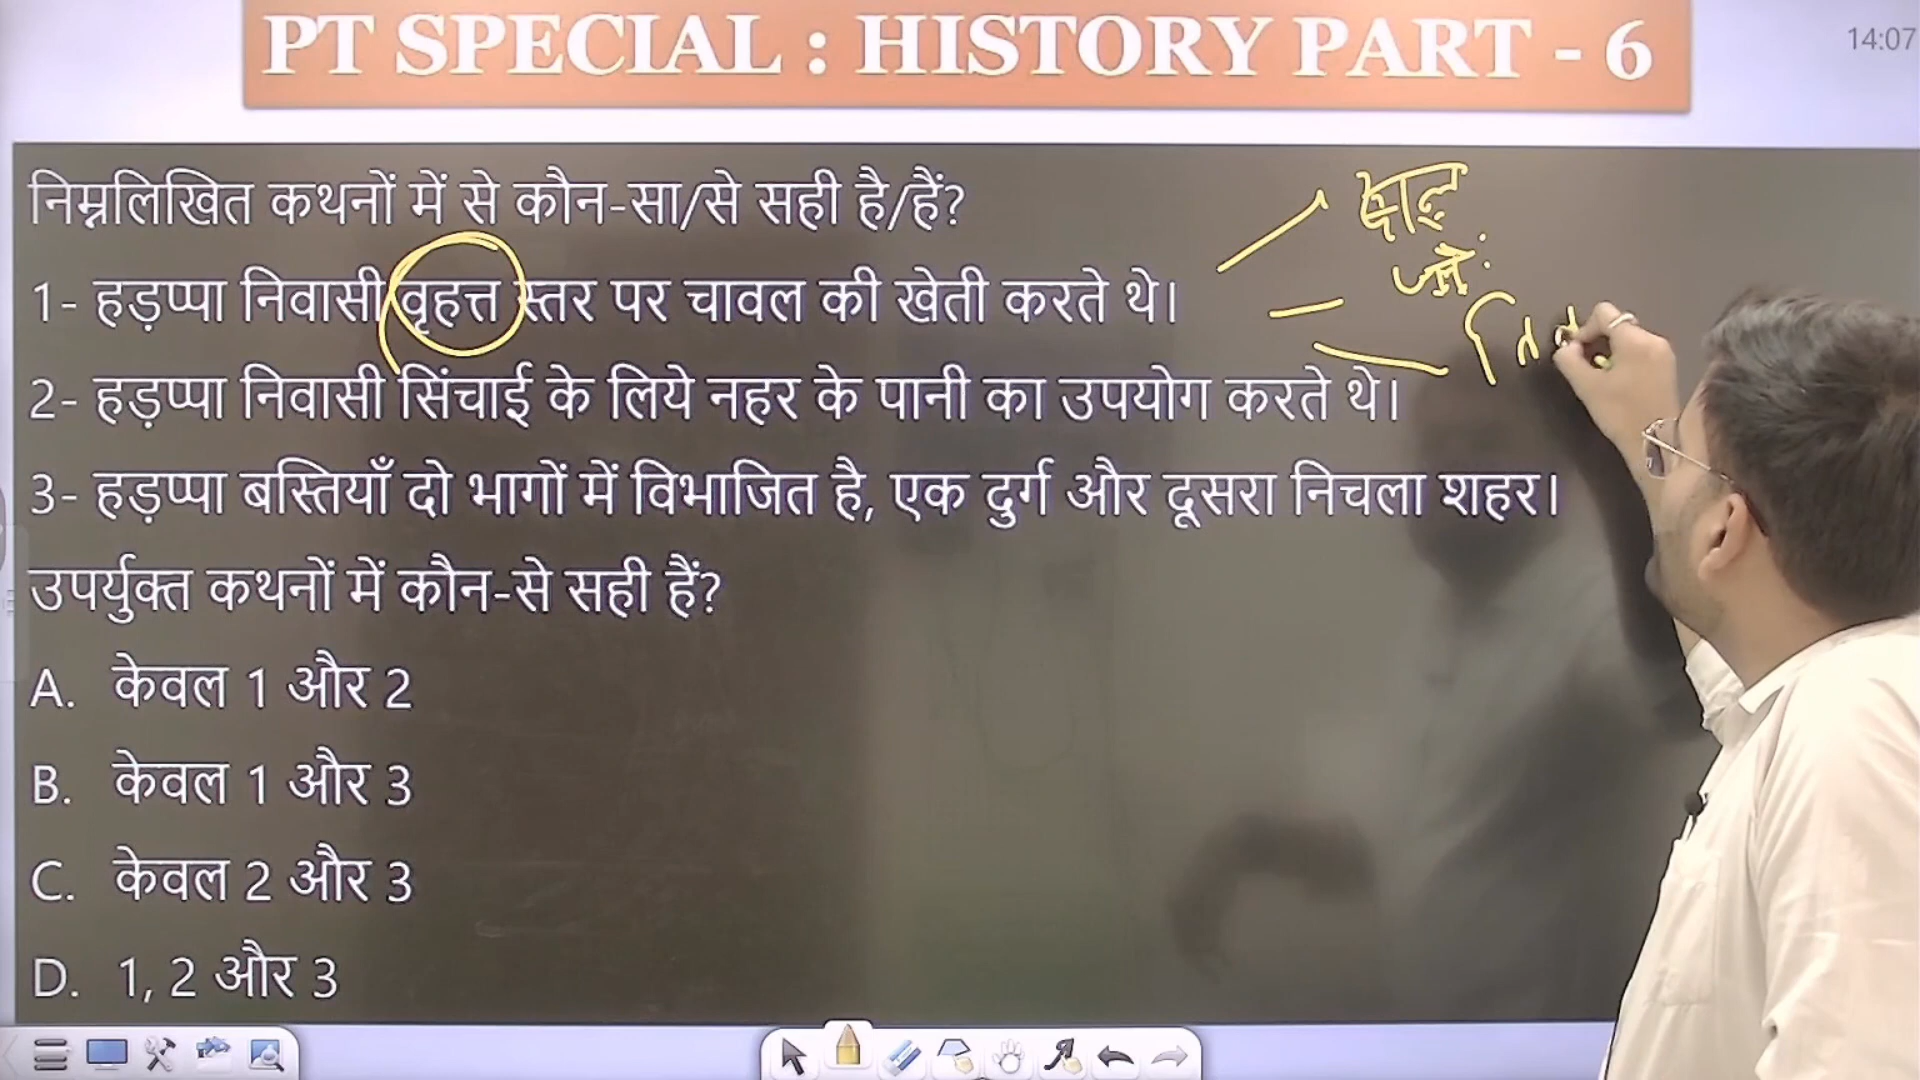 PT SPECIAL : HISTORY PART - 6
14:07
निम्नलिखित कथनों में से कौन-सा/से सही है/हैं?
1- हड़प्पा निवासी वृहत्त स्तर पर चावल की खेती करते थे।
2- हड़प्पा निवासी सिंचाई के लिये नहर के पानी का उपयोग करते थे।
3- हड़प्पा बस्तियाँ दो भागों में विभाजित है, एक दुर्ग और दूसरा निचला शहर।
उपर्युक्त कथनों में कौन-से सही हैं?
A. केवल 1 और 2
B. केवल 1 और 3
C. केवल 2 और 3
D. 1, 2 और 3